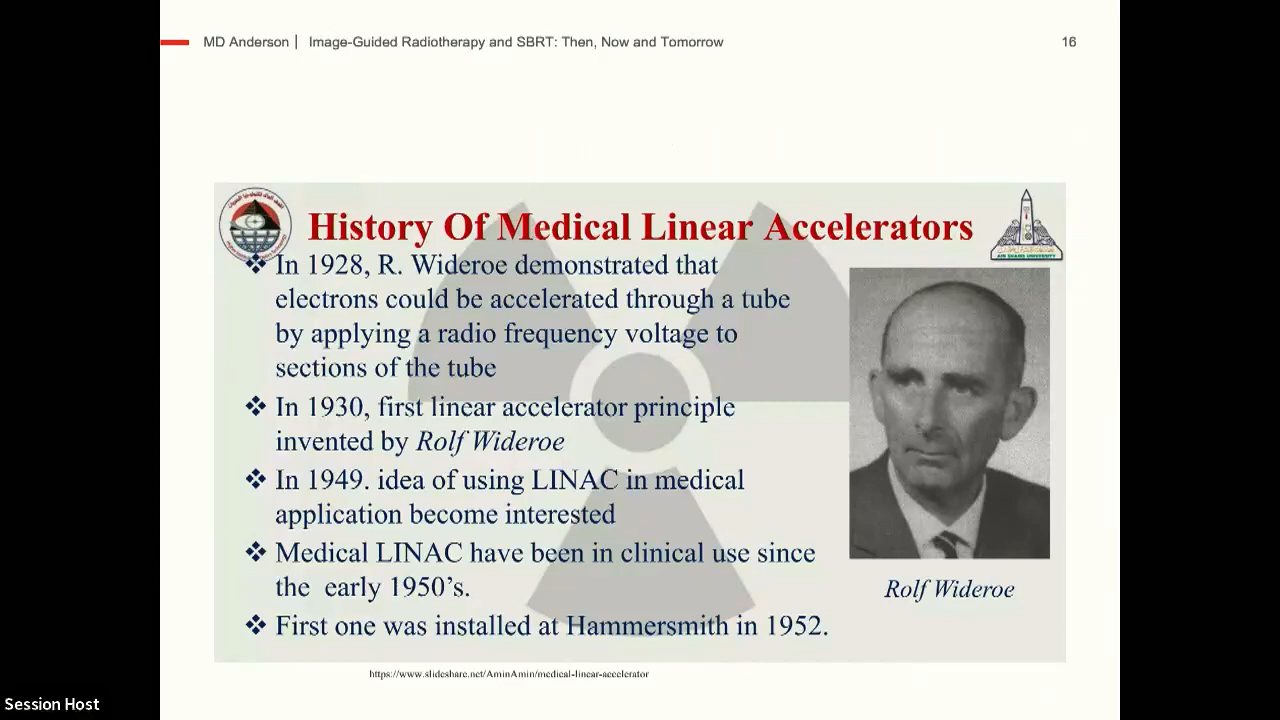 MD Anderson | Image-Guided Radiotherapy and SBRT: Then, Now and Tomorrow
16
History Of Medical Linear Accelerators
AIN SHAMS UNIVERSITY
❖ In 1928, R. Wideroe demonstrated that
electrons could be accelerated through a tube
by applying a radio frequency voltage to
sections of the tube
❖ In 1930, first linear accelerator principle
invented by Rolf Wideroe
❖ In 1949. idea of using LINAC in medical
application become interested
❖ Medical LINAC have been in clinical use since
the early 1950's.
❖ First one was installed at Hammersmith in 1952.
Rolf Wideroe
https://www.slideshare.net/AminAmin/medical-linear-accelerator
Session Host